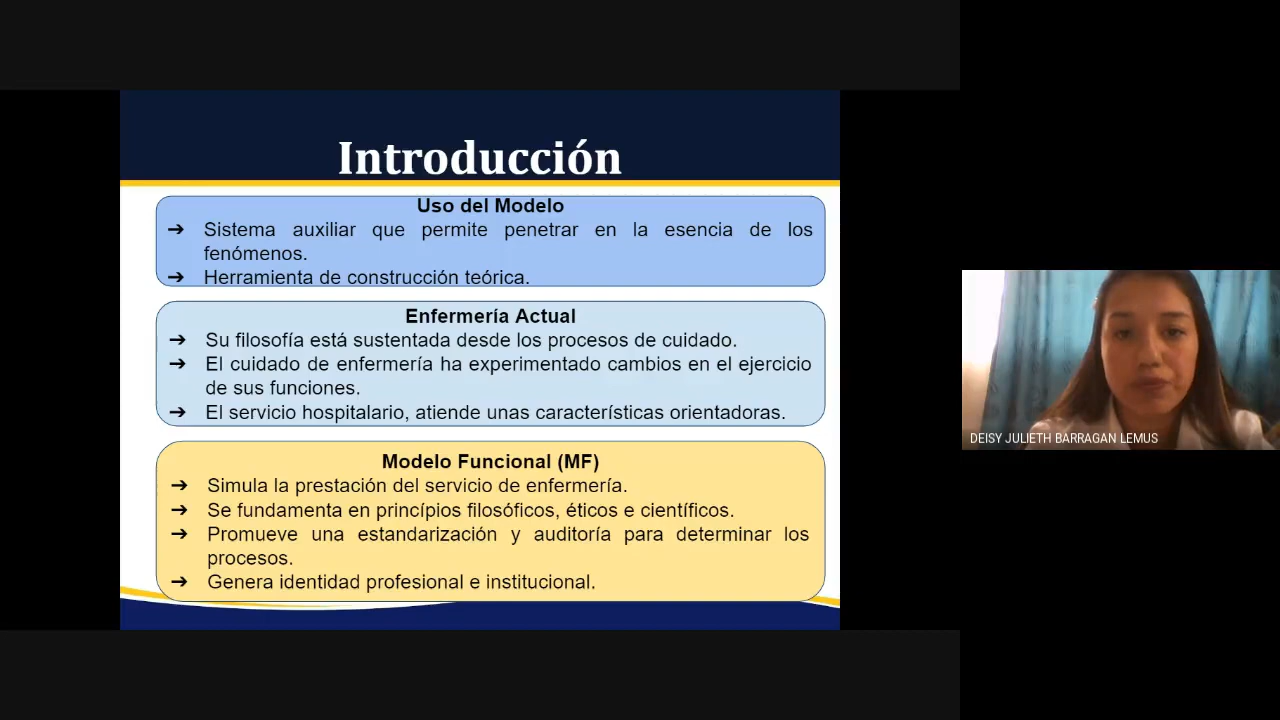 Introducción
Uso del Modelo
➔ Sistema auxiliar que permite penetrar en la esencia de los
fenómenos.
➔ Herramienta de construcción teórica.
Enfermería Actual
➔ Su filosofía está sustentada desde los procesos de cuidado.
➔ El cuidado de enfermería ha experimentado cambios en el ejercicio
de sus funciones.
➔ El servicio hospitalario, atiende unas características orientadoras.
Modelo Funcional (MF)
➔ Simula la prestación del servicio de enfermería.
➔ Se fundamenta en princípios filosóficos, éticos e científicos.
➔ Promueve una estandarización y auditoría para determinar los
procesos.
➔ Genera identidad profesional e institucional.
DEISY JULIETH BARRAGAN LEMUS